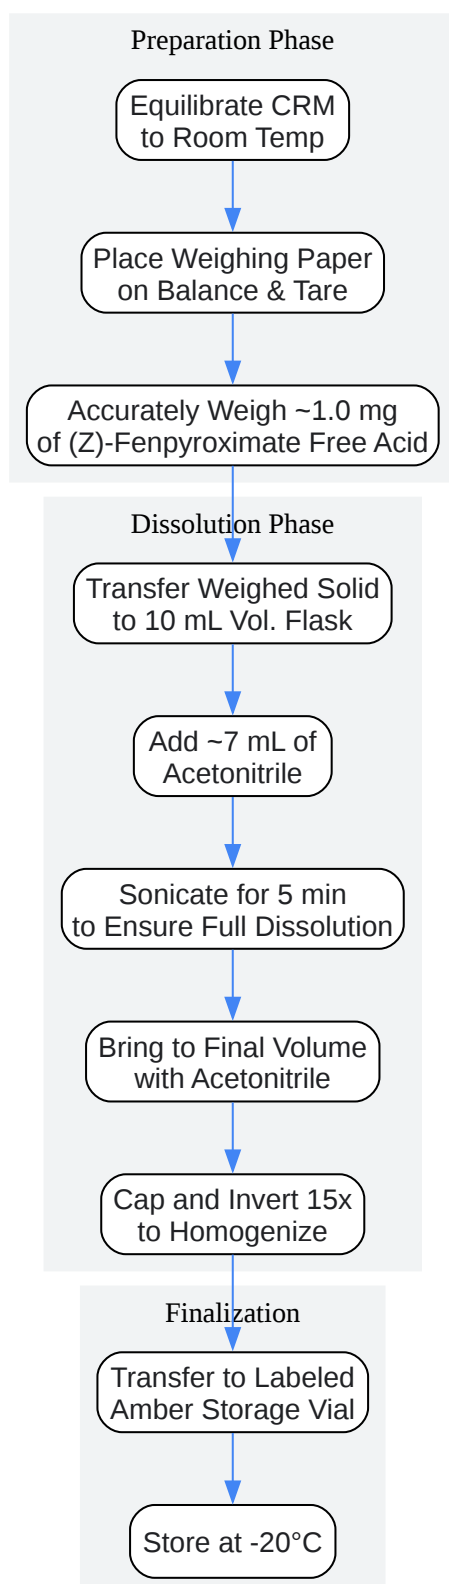 Preparation Phase
Equilibrate CRM
to Room Temp
Place Weighing Paper
on Balance & Tare
Accurately Weigh ~1.0 mg
of (Z)-Fenpyroximate Free Acid
Dissolution Phase
Transfer Weighed Solid
to 10 mL Vol. Flask
Add ~7 mL of
Acetonitrile
Sonicate for 5 min
to Ensure Full Dissolution
Bring to Final Volume
with Acetonitrile
Cap and Invert 15x
to Homogenize
Finalization
Transfer to Labeled
Amber Storage Vial
Store at -20°C